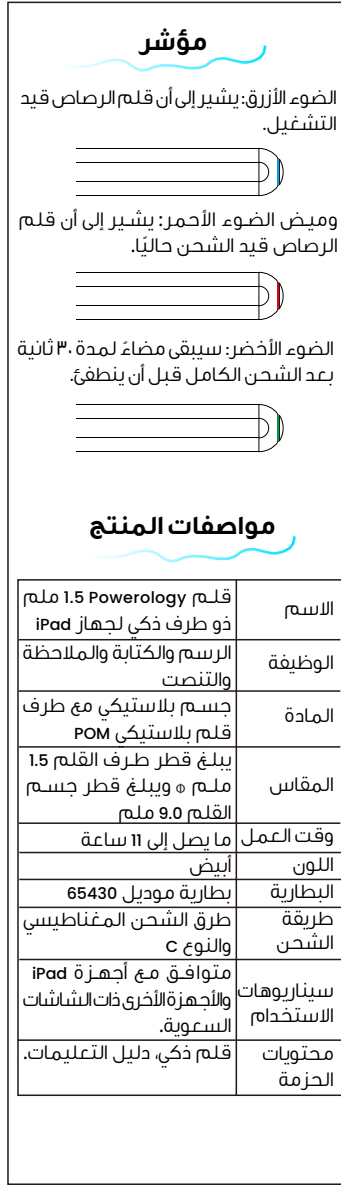 مؤشر
الضوء الأزرق: يشير إلى أن قلم الرصاص قيد
التشغيل.
وميض الضوء الأحمر: يشير إلى أن قلم
الرصاص قيد الشحن حاليًا.
الضوء الأخضر: سيبقى مضاءً لمدة ٣٠ ثانية
بعد الشحن الكامل قبل أن ينطفئ.
مواصفات المنتج
الاسم
قلم Powerology 1.5 ملم
ذو طرف ذكي لجهاز iPad
الوظيفة
الرسم والكتابة والملاحظة
والتنصت
المادة
جسم بلاستيكي مع طرف
قلم بلاستيكي POM
المقاس
يبلغ قطر طرف القلم 1.5
ملم Φ ويبلغ قطر جسم
القلم 9.0 ملم
وقت العمل
ما يصل إلى 11 ساعة
اللون
أبيض
البطارية
بطارية موديل 65430
طريقة
الشحن
طرق الشحن المغناطيسي
والنوع C
سيناريوهات
الاستخدام
متوافق مع أجهزة iPad
والأجهزة الأخرى ذات الشاشات
السعوية.
محتويات
الحزمة
قلم ذكي، دليل التعليمات.